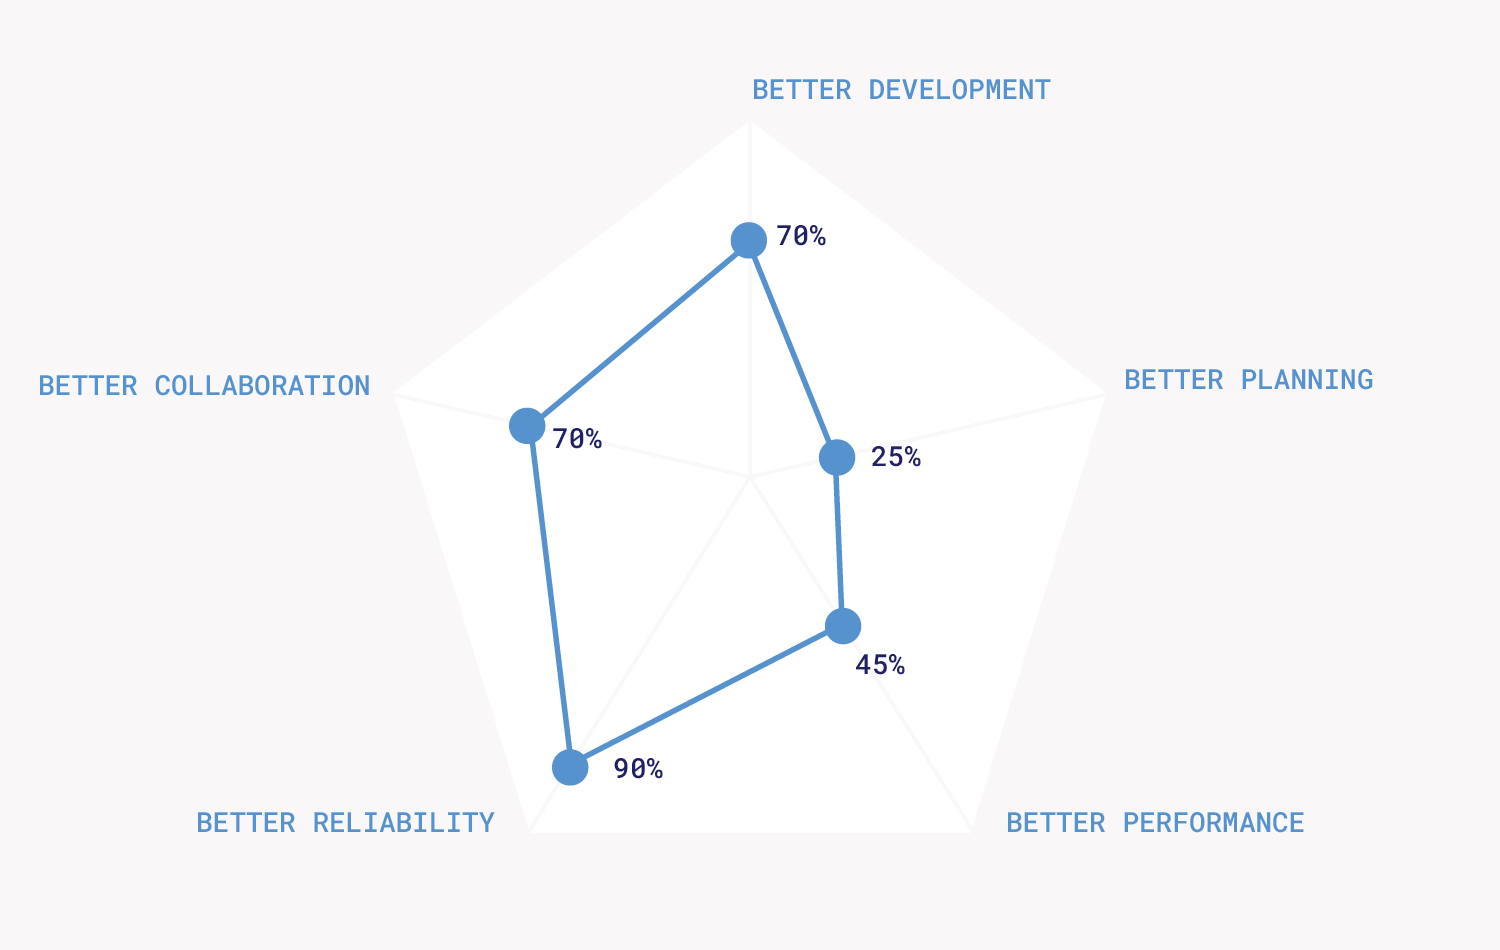 BETTER DEVELOPMENT
70%
BETTER PLANNING
BETTER COLLABORATION
70%
25%
45%
90%
BETTER RELIABILITY
BETTER PERFORMANCE